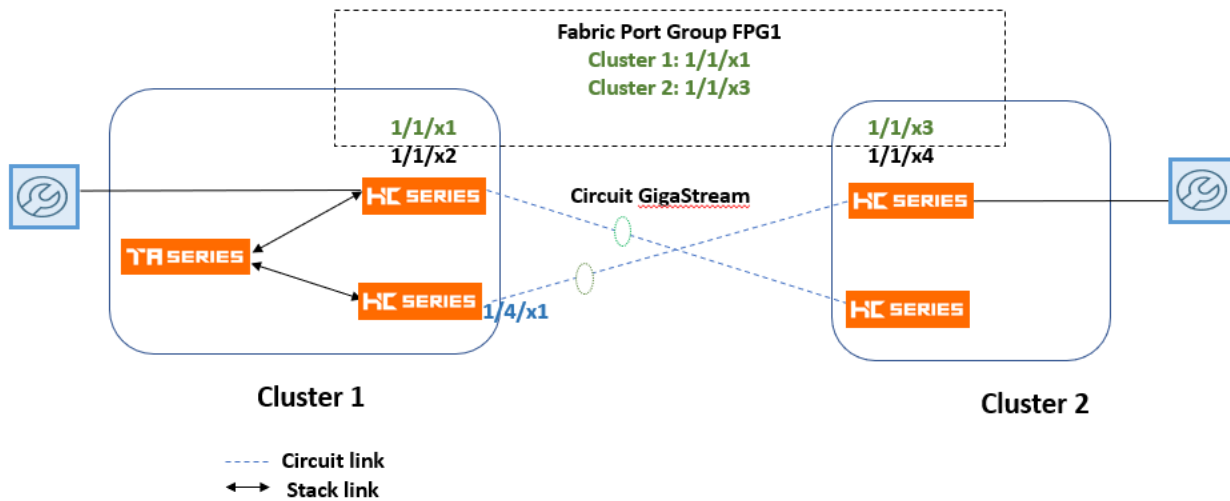 Fabric Port Group FPG1
Cluster 1: 1/1/x1
Cluster 2: 1/1/x3
1/1/x1
1/1/x2
1/1/x3
1/1/x4
HC SERIES
Circuit GigaStream
HC SERIES
TA SERIES
HC SERIES
1/4/x1
HC SERIES
Cluster 1
Cluster 2
Circuit link
Stack link